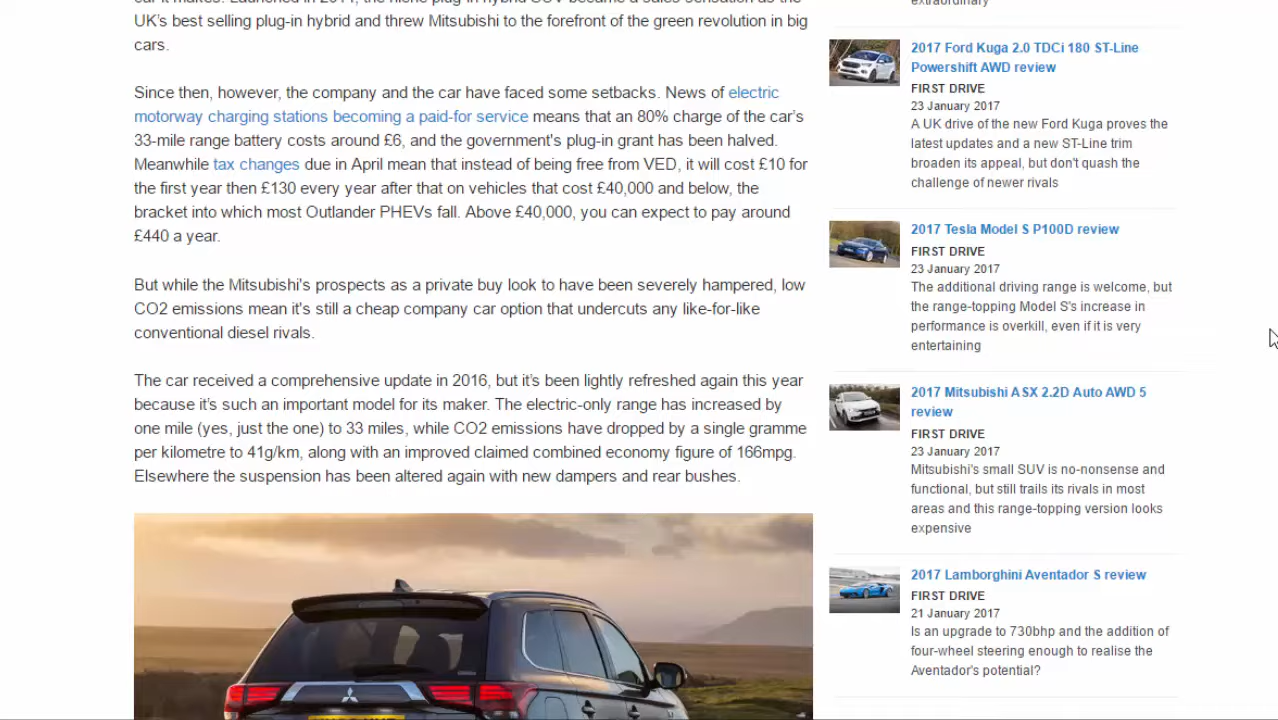 UK's best selling plug-in hybrid and threw Mitsubishi to the forefront of the green revolution in big
cars.
Since then, however, the company and the car have faced some setbacks. News of electric
motorway charging stations becoming a paid-for service means that an 80% charge of the car's
33-mile range battery costs around £6, and the government's plug-in grant has been halved.
Meanwhile tax changes due in April mean that instead of being free from VED, it will cost £10 for
the first year then £130 every year after that on vehicles that cost £40,000 and below, the
bracket into which most Outlander PHEVs fall. Above £40,000, you can expect to pay around
£440 a year.
But while the Mitsubishi's prospects as a private buy look to have been severely hampered, low
CO2 emissions mean it's still a cheap company car option that undercuts any like-for-like
conventional diesel rivals.
The car received a comprehensive update in 2016, but it's been lightly refreshed again this year
because it's such an important model for its maker. The electric-only range has increased by
one mile (yes, just the one) to 33 miles, while CO2 emissions have dropped by a single gramme
per kilometre to 41g/km, along with an improved claimed combined economy figure of 166mpg.
Elsewhere the suspension has been altered again with new dampers and rear bushes.
extraordinary
2017 Ford Kuga 2.0 TDCi 180 ST-Line
Powershift AWD review
FIRST DRIVE
23 January 2017
A UK drive of the new Ford Kuga proves the
latest updates and a new ST-Line trim
broaden its appeal, but don't quash the
challenge of newer rivals
2017 Tesla Model S P100D review
FIRST DRIVE
23 January 2017
The additional driving range is welcome, but
the range-topping Model S's increase in
performance is overkill, even if it is very
entertaining
2017 Mitsubishi ASX 2.2D Auto AWD 5
review
FIRST DRIVE
23 January 2017
Mitsubishi's small SUV is no-nonsense and
functional, but still trails its rivals in most
areas and this range-topping version looks
expensive
2017 Lamborghini Aventador S review
FIRST DRIVE
21 January 2017
Is an upgrade to 730bhp and the addition of
four-wheel steering enough to realise the
Aventador's potential?